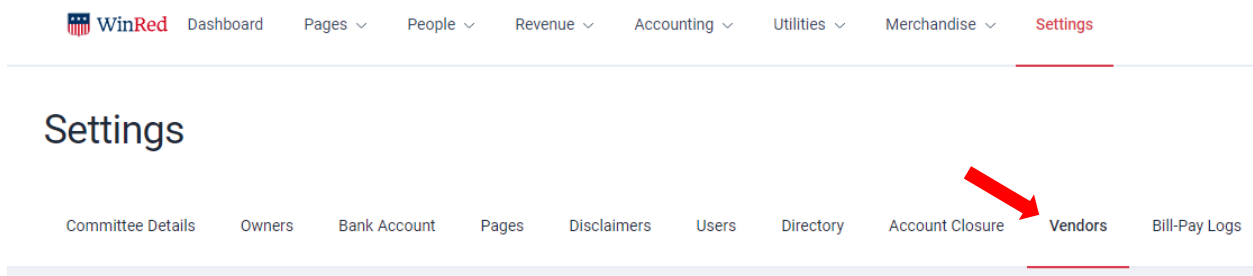 WinRed Dashboard Pages People Revenue Accounting Utilities Merchandise Settings
Settings
Committee Details Owners Bank Account Pages Disclaimers Users Directory Account Closure Vendors Bill-Pay Logs